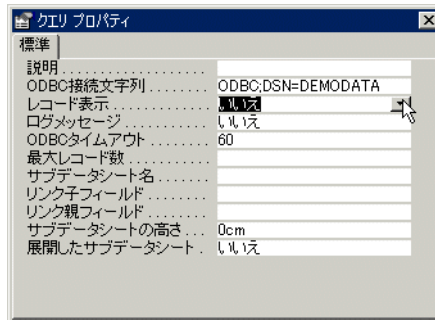 クエリ プロパティ
標準
説明....................
ODBC接続文字列........ ODBC;DSN=DEMODATA
レコード表示............. いいえ
ログメッセージ........... いいえ
ODBCタイムアウト........ 60
最大レコード数...........
サブデータシート名.......
リンク子フィールド........
リンク親フィールド........
サブデータシートの高さ... 0cm
展開したサブデータシート. いいえ